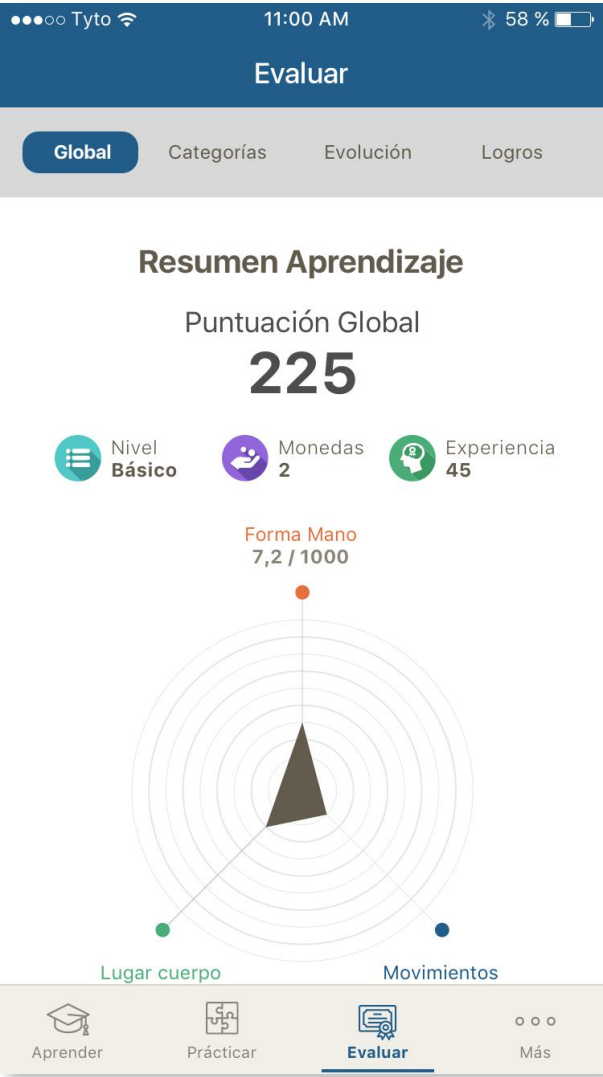 Tyto 11:00 AM 58 %
Evaluar
Global Categorías Evolución Logros
Resumen Aprendizaje
Puntuación Global
225
Nivel
Básico
Monedas
2
Experiencia
45
Forma Mano
7,2 / 1000
Lugar cuerpo Movimientos
Aprender Prácticar Evaluar Más